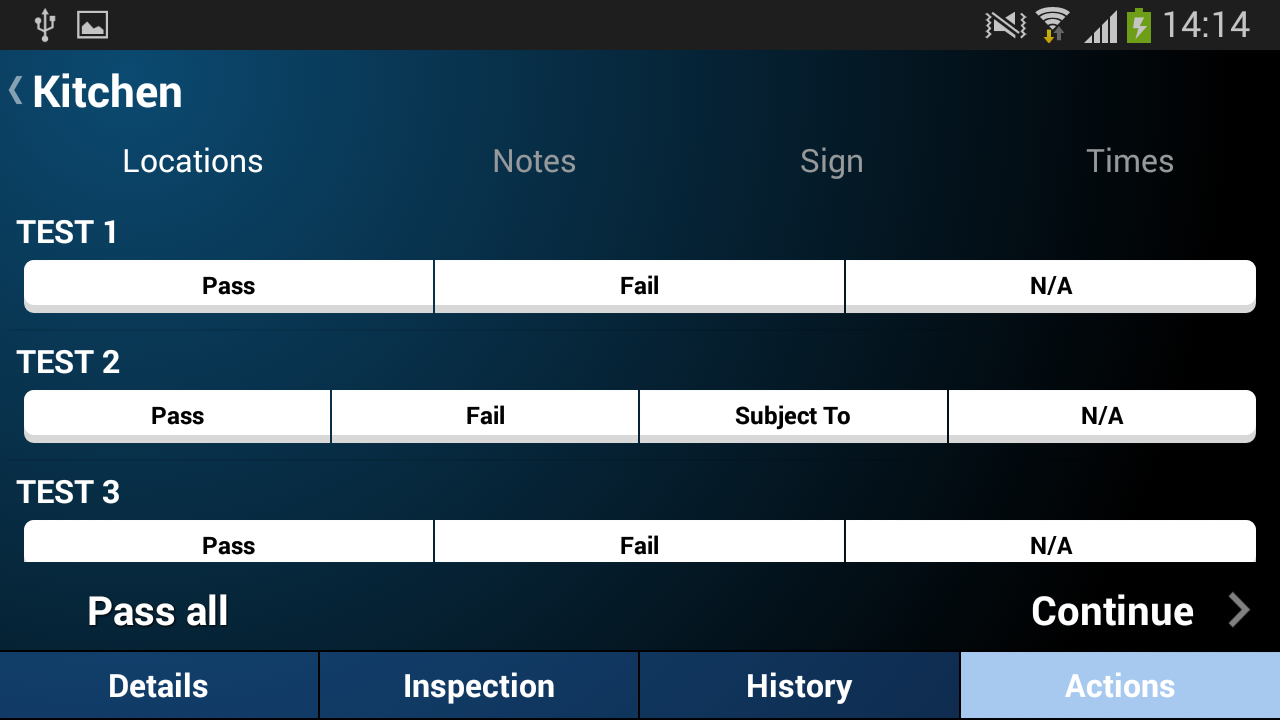 14:14
Kitchen
Locations Notes Sign Times
TEST 1
Pass Fail N/A
TEST 2
Pass Fail Subject To N/A
TEST 3
Pass Fail N/A
Pass all Continue
Details Inspection History Actions